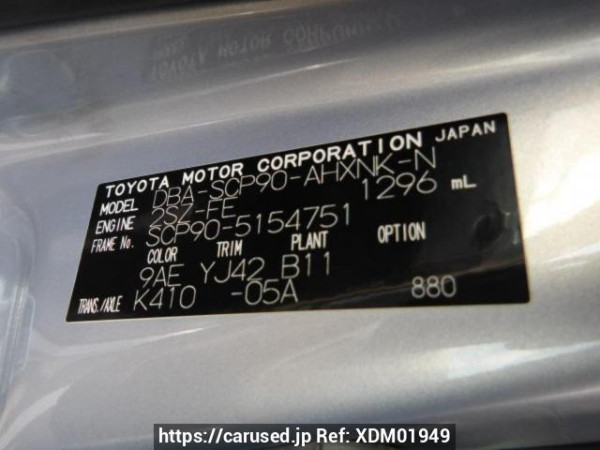 TOYOTA MOTOR CORPORATION JAPAN
MODEL DBA-SCP90-AHXNK-N
ENGINE 2SZ-FE 1296 mL
FRAME No. SCP90-5154751
COLOR TRIM PLANT OPTION
9AE YJ42 B11
TRANS./AXLE K410 -05A 880
https://carused.jp Ref: XDM01949